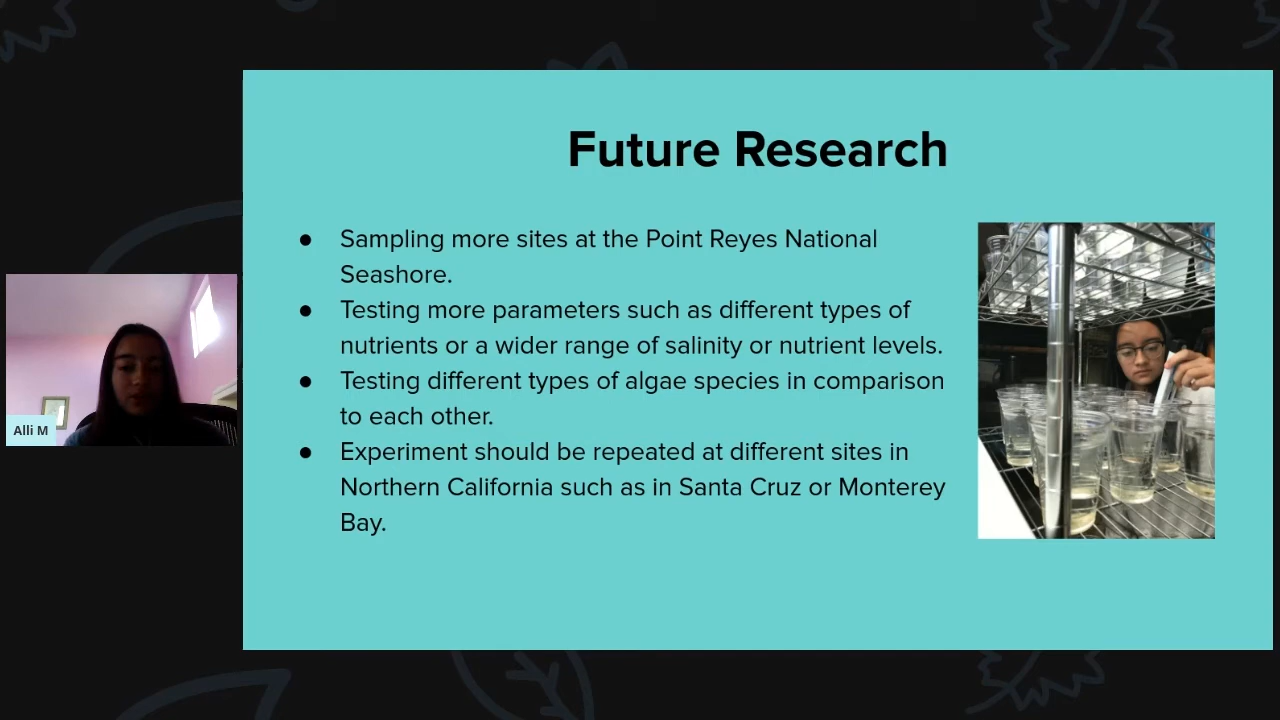 Future Research
● Sampling more sites at the Point Reyes National
Seashore.
● Testing more parameters such as different types of
nutrients or a wider range of salinity or nutrient levels.
● Testing different types of algae species in comparison
to each other.
● Experiment should be repeated at different sites in
Northern California such as in Santa Cruz or Monterey
Bay.
Alli M